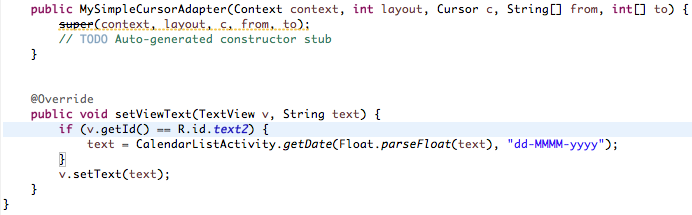 public MySimpleCursorAdapter(Context context, int layout, Cursor c, String[] from, int[] to) {
super(context, layout, c, from, to);
// TODO Auto-generated constructor stub
}
@Override
public void setViewText(TextView v, String text) {
if (v.getId() == R.id.text2) {
text = CalendarListActivity.getDate(Float.parseFloat(text), "dd-MMMM-yyyy");
}
v.setText(text);
}
}